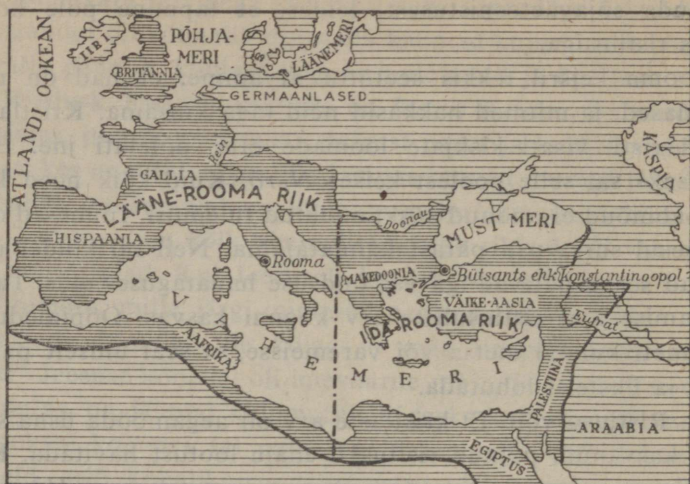 ATLANDI OOKEAN
IIRI
PÕHJA-
MERI
LÄÄNEMERI
BRITANNIA
GERMAANLASED
Rein
GALLIA
LÄÄNE-ROOMA RIIK
HISPAANIA
Rooma
Doonau
MUST MERI
KASPIA
MAKEDOONIA
Bütsants ehk Konstantinoopol
VÄIKE-AASIA
IDA-ROOMA RIIK
Eufrat
AAFRIKA
VAHEMERI
PALESTIINA
ARAABIA
EGIPTUS